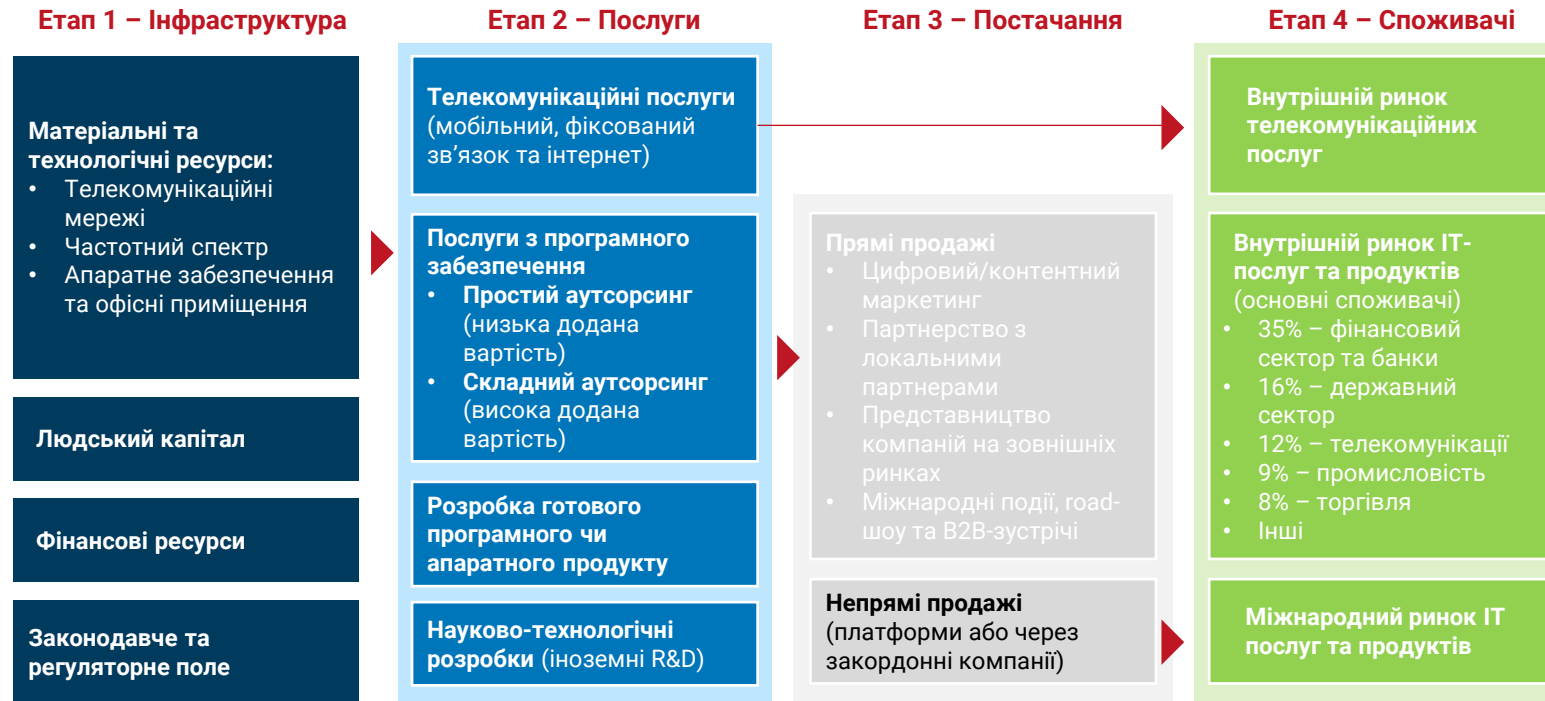 Етап 1 – Інфраструктура
Матеріальні та
технологічні ресурси:
• Телекомунікаційні
мережі
• Частотний спектр
• Апаратне забезпечення
та офісні приміщення
Людський капітал
Фінансові ресурси
Законодавче та
регуляторне поле
Етап 2 – Послуги
Телекомунікаційні послуги
(мобільний, фіксований
зв’язок та інтернет)
Послуги з програмного
забезпечення
• Простий аутсорсинг
(низька додана
вартість)
• Складний аутсорсинг
(висока додана
вартість)
Розробка готового
програмного чи
апаратного продукту
Науково-технологічні
розробки (іноземні R&D)
Етап 3 – Постачання
Прямі продажі
• Цифровий/контентний
маркетинг
• Партнерство з
локальними
партнерами
• Представництво
компаній на зовнішніх
ринках
• Міжнародні події, road-
шоу та B2B-зустрічі
Непрямі продажі
(платформи або через
закордонні компанії)
Етап 4 – Споживачі
Внутрішній ринок
телекомунікаційних
послуг
Внутрішній ринок ІТ-
послуг та продуктів
(основні споживачі)
• 35% – фінансовий
сектор та банки
• 16% – державний
сектор
• 12% – телекомунікації
• 9% – промисловість
• 8% – торгівля
• Інші
Міжнародний ринок ІТ
послуг та продуктів